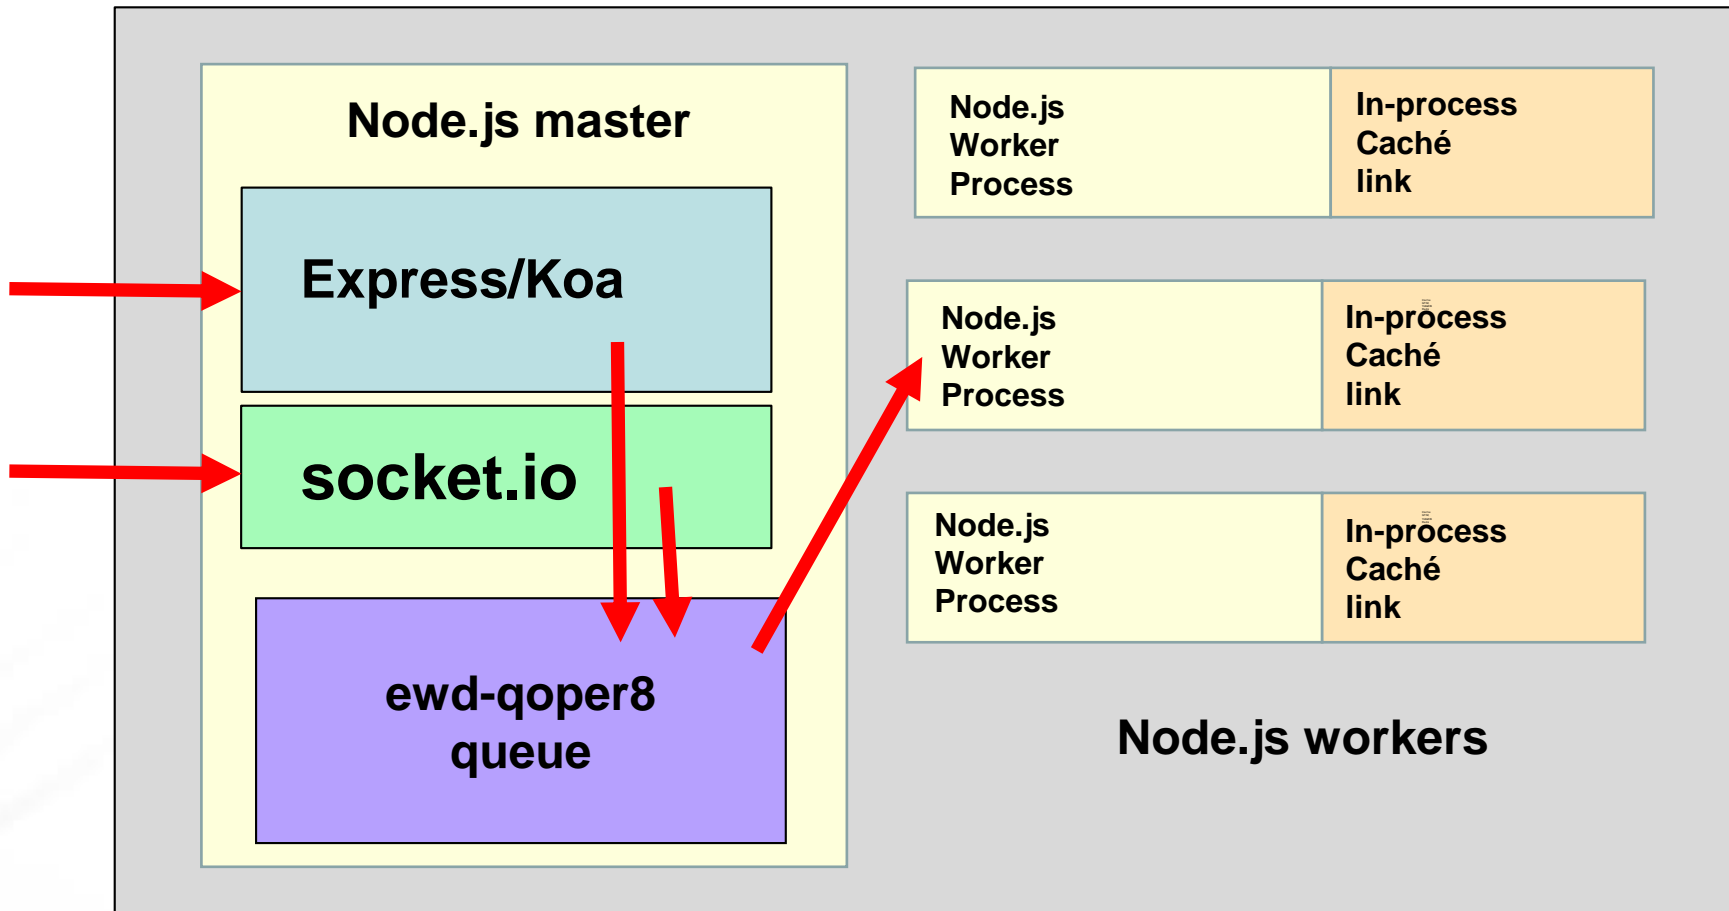 Node.js master
Express/Koa
socket.io
ewd-qoper8
queue
Node.js
Worker
Process
In-process
Caché
link
Node.js
Worker
Process
In-process
Caché
link
Node.js
Worker
Process
In-process
Caché
link
Node.js workers